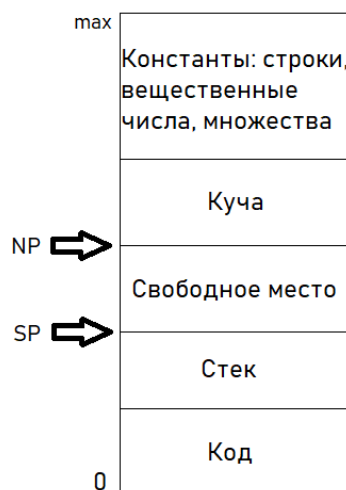 max
Константы: строки,
вещественные
числа, множества
Куча
NP
Свободное место
SP
Стек
Код
0